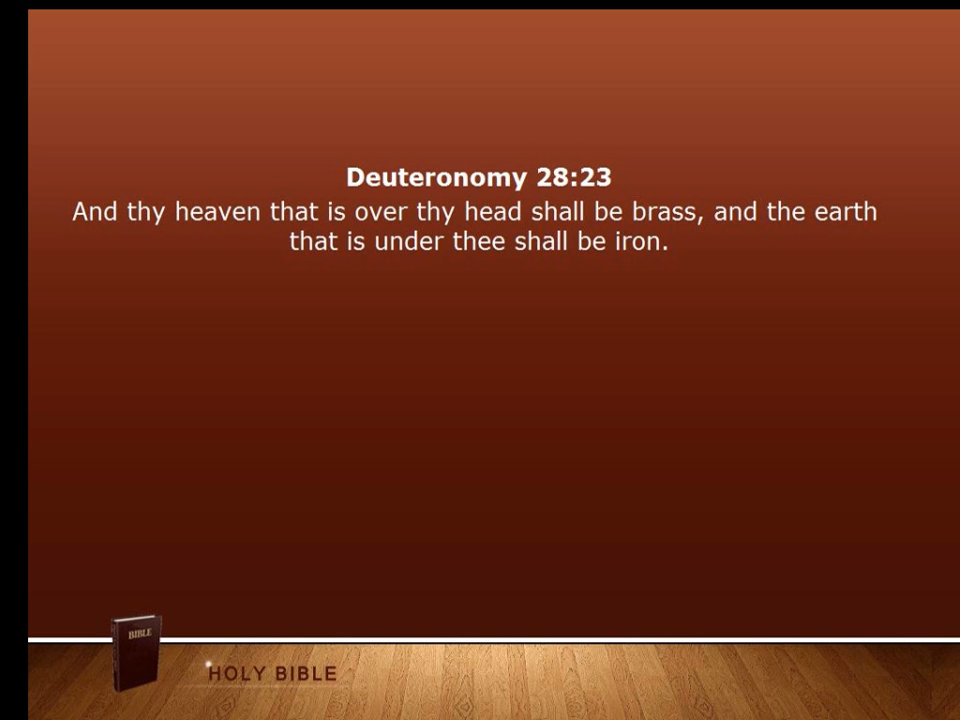 Deuteronomy 28:23
And thy heaven that is over thy head shall be brass, and the earth
that is under thee shall be iron.
BIBLE
HOLY BIBLE